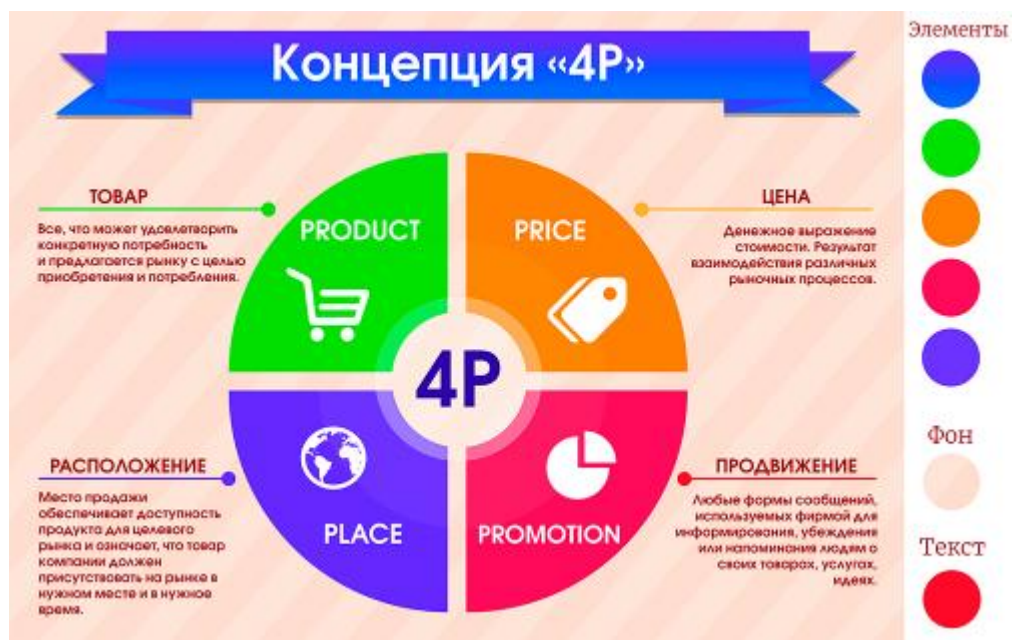 Концепция «4P»
Элементы
ТОВАР
Все, что может удовлетворить
конкретную потребность
и предлагается рынку с целью
приобретения и потребления.
PRODUCT
PRICE
ЦЕНА
Денежное выражение
стоимости. Результат
взаимодействия различных
рыночных процессов.
4P
РАСПОЛОЖЕНИЕ
Место продажи
обеспечивает доступность
продукта для целевого
рынка и означает, что товар
компании должен
присутствовать на рынке в
нужном месте и в нужное
время.
PLACE
PROMOTION
ПРОДВИЖЕНИЕ
Любые формы сообщений,
используемых фирмой для
информирования, убеждения
или напоминания людям о
своих товарах, услугах,
идеях.
Фон
Текст